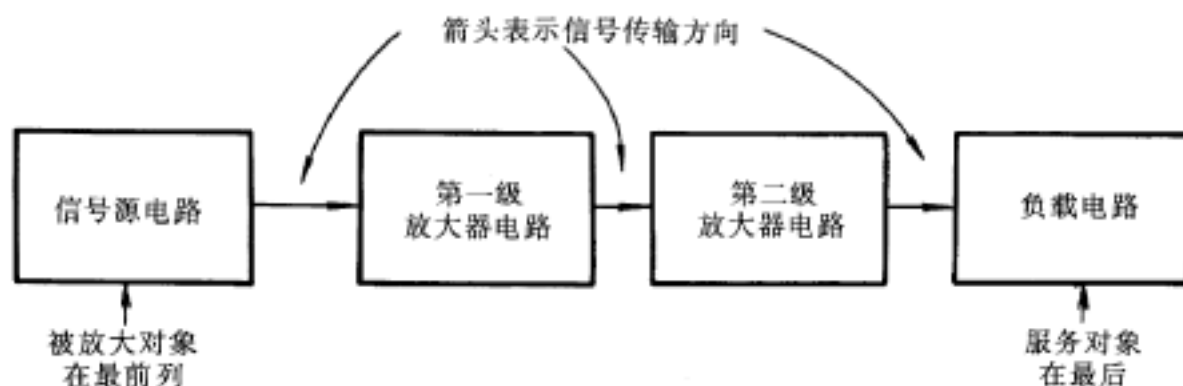 箭头表示信号传输方向
信号源电路
第一级
放大器电路
第二级
放大器电路
负载电路
被放大对象
在最前列
服务对象
在最后